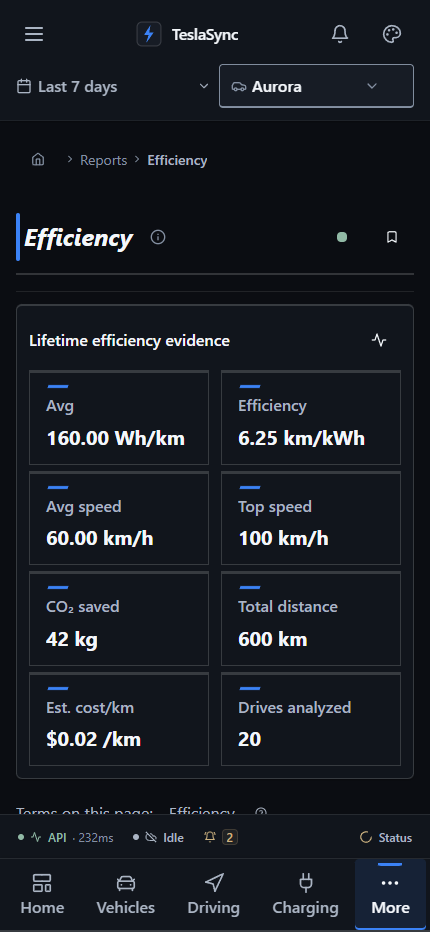 TeslaSync
Last 7 days
Aurora
Reports
Efficiency
Efficiency
Lifetime efficiency evidence
Avg
160.00 Wh/km
Efficiency
6.25 km/kWh
Avg speed
60.00 km/h
Top speed
100 km/h
CO₂ saved
42 kg
Total distance
600 km
Est. cost/km
$0.02 /km
Drives analyzed
20
Terms on this page: Efficiency
API · 232ms
Idle
2
Status
Home
Vehicles
Driving
Charging
More